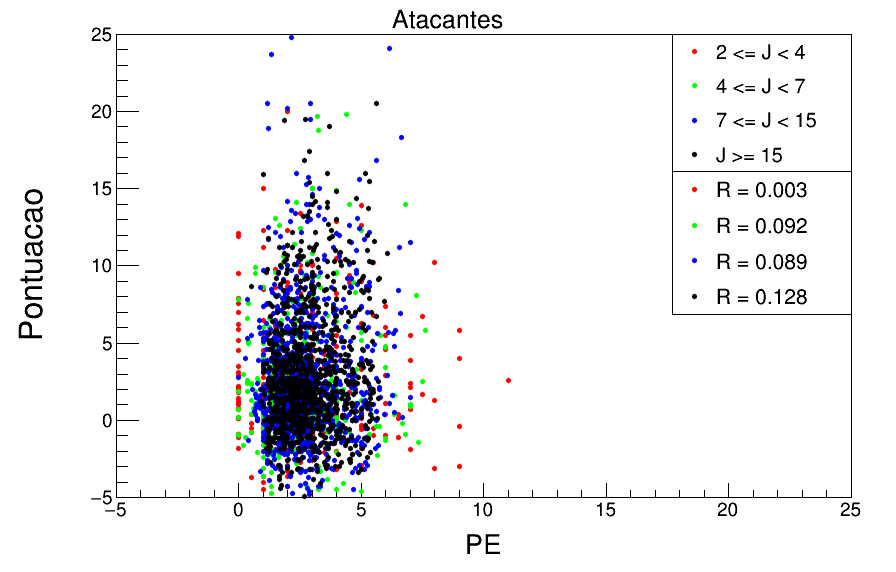 Atacantes
25
20
15
10
5
0
−5
Pontuacao
2 <= J < 4
4 <= J < 7
7 <= J < 15
J >= 15
R = 0.003
R = 0.092
R = 0.089
R = 0.128
−5 0 5 10 15 20 25
PE